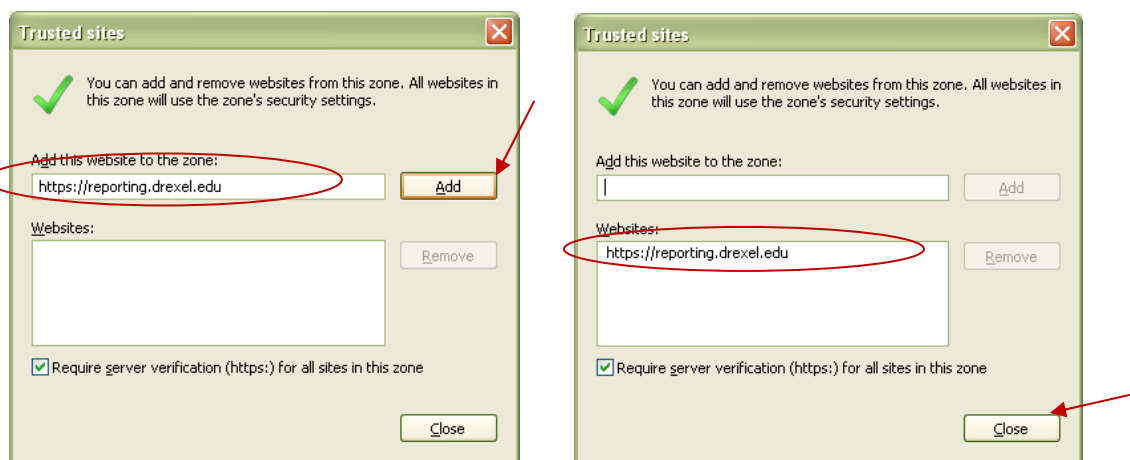 Trusted sites
You can add and remove websites from this zone. All websites in
this zone will use the zone's security settings.
Add this website to the zone:
https://reporting.drexel.edu
Add
Websites:
Remove
Require server verification (https:) for all sites in this zone
Close
Trusted sites
You can add and remove websites from this zone. All websites in
this zone will use the zone's security settings.
Add this website to the zone:
Add
Websites:
https://reporting.drexel.edu
Remove
Require server verification (https:) for all sites in this zone
Close